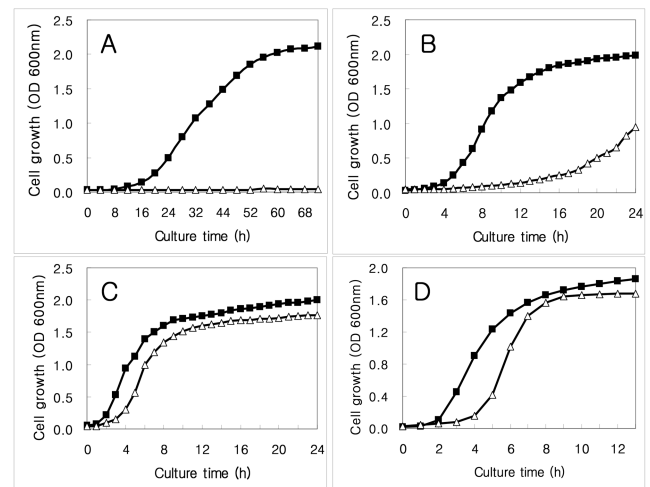 A
Cell growth (OD 600nm)
2.5
2.0
1.5
1.0
0.5
0.0
0 8 16 24 32 44 52 60 68
Culture time (h)
B
Cell growth (OD 600nm)
2.5
2.0
1.5
1.0
0.5
0.0
0 4 8 12 16 20 24
Culture time (h)
C
Cell growth (OD 600nm)
2.5
2.0
1.5
1.0
0.5
0.0
0 4 8 12 16 20 24
Culture time (h)
D
Cell growth (OD 600nm)
2.0
1.6
1.2
0.8
0.4
0.0
0 2 4 6 8 10 12
Culture time (h)